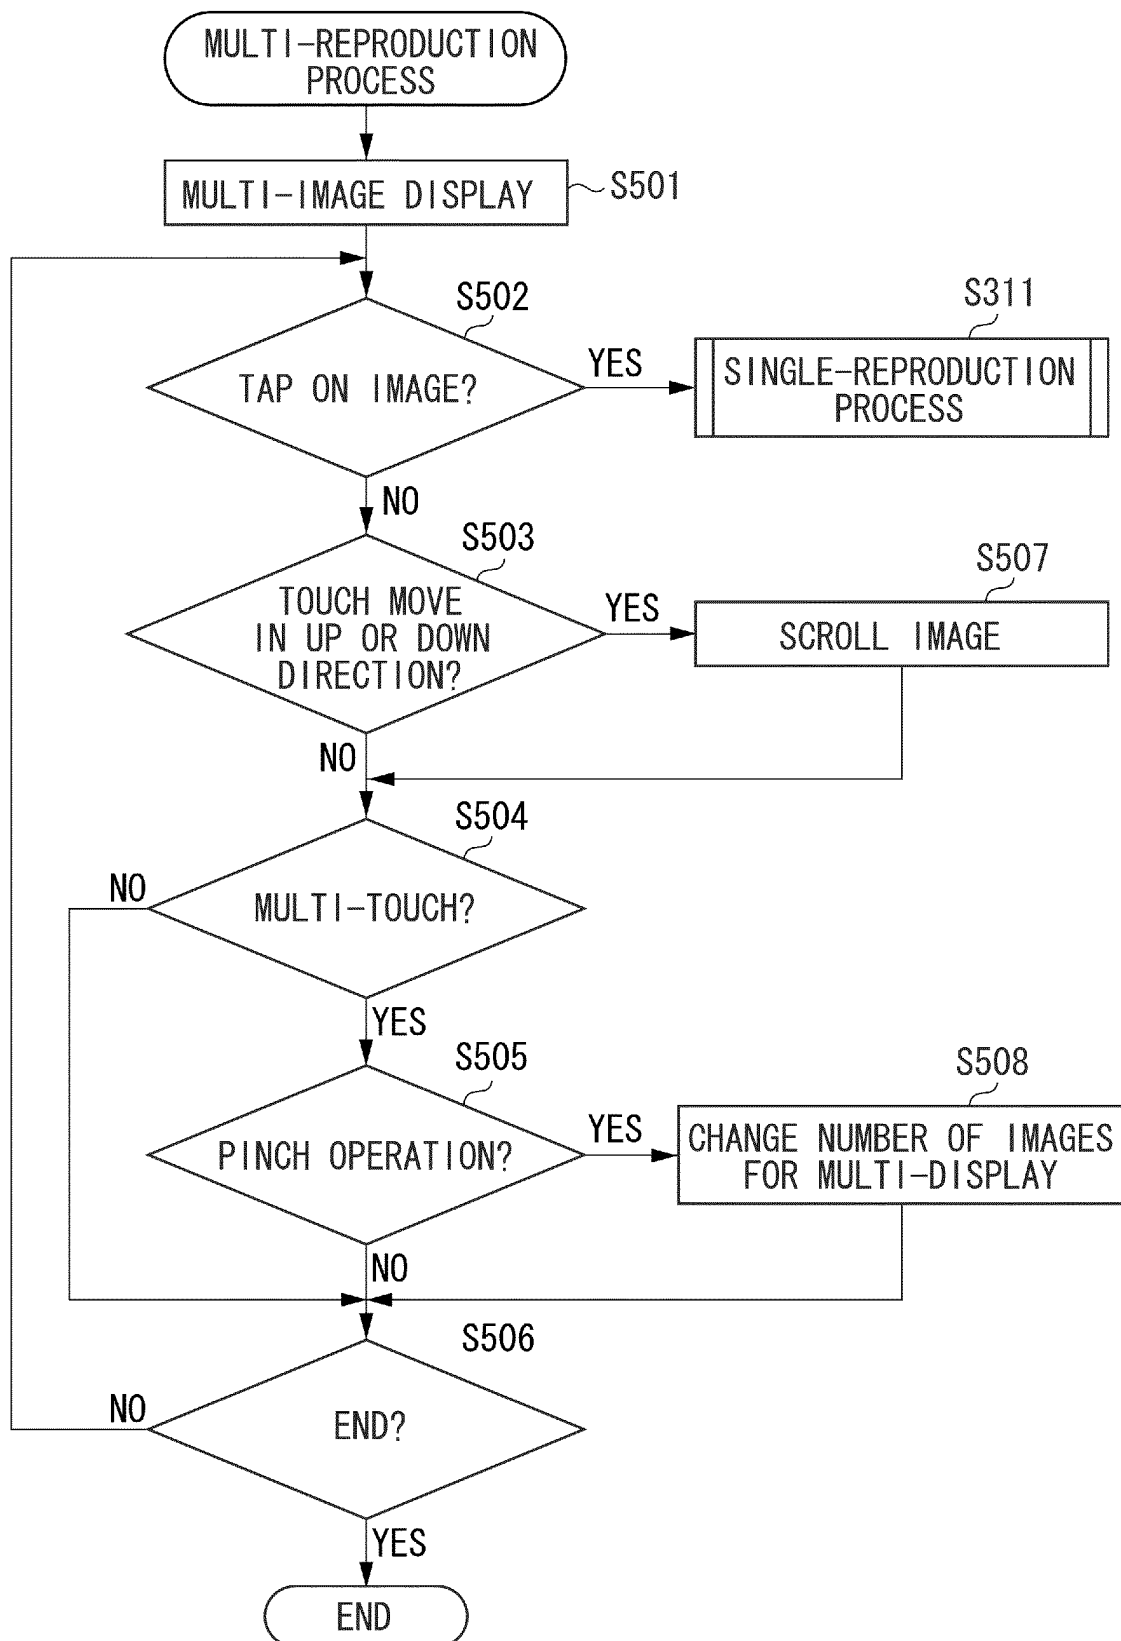 MULTI-REPRODUCTION
PROCESS
MULTI-IMAGE DISPLAY
S501
S502
TAP ON IMAGE?
YES
S311
SINGLE-REPRODUCTION
PROCESS
NO
S503
TOUCH MOVE
IN UP OR DOWN
DIRECTION?
YES
S507
SCROLL IMAGE
NO
S504
NO
MULTI-TOUCH?
YES
S505
PINCH OPERATION?
YES
S508
CHANGE NUMBER OF IMAGES
FOR MULTI-DISPLAY
NO
S506
NO
END?
YES
END